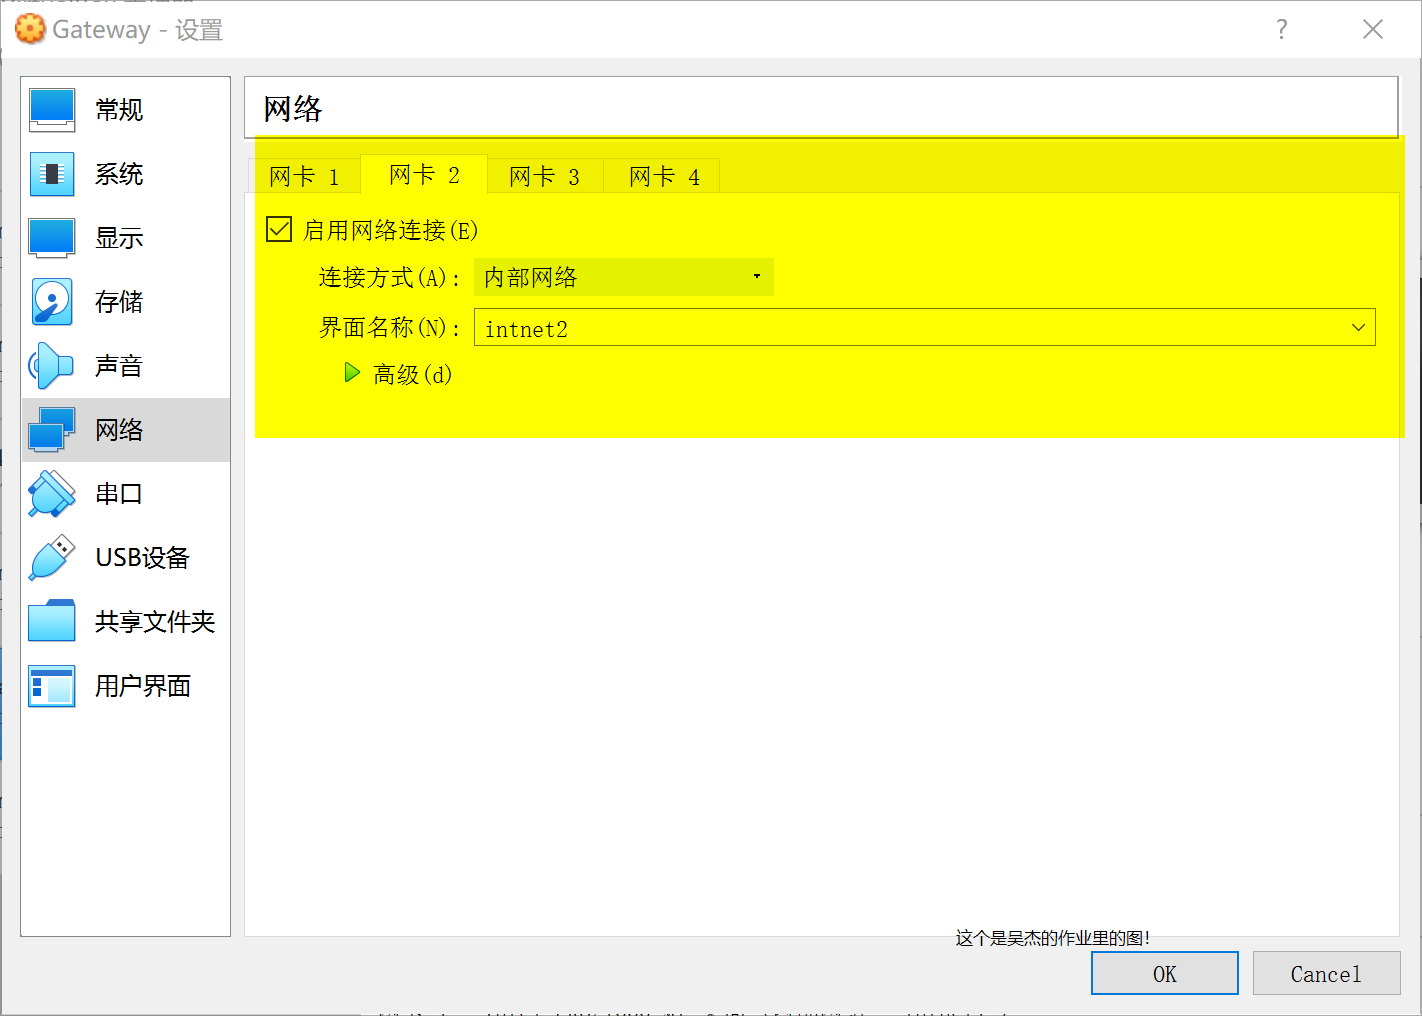 Gateway - 设置
?
常规
系统
显示
存储
声音
网络
串口
USB设备
共享文件夹
用户界面
网络
网卡 1 网卡 2 网卡 3 网卡 4
启用网络连接(E)
连接方式(A): 内部网络
界面名称(N): intnet2
高级(d)
这个是吴杰的作业里的图!
OK Cancel